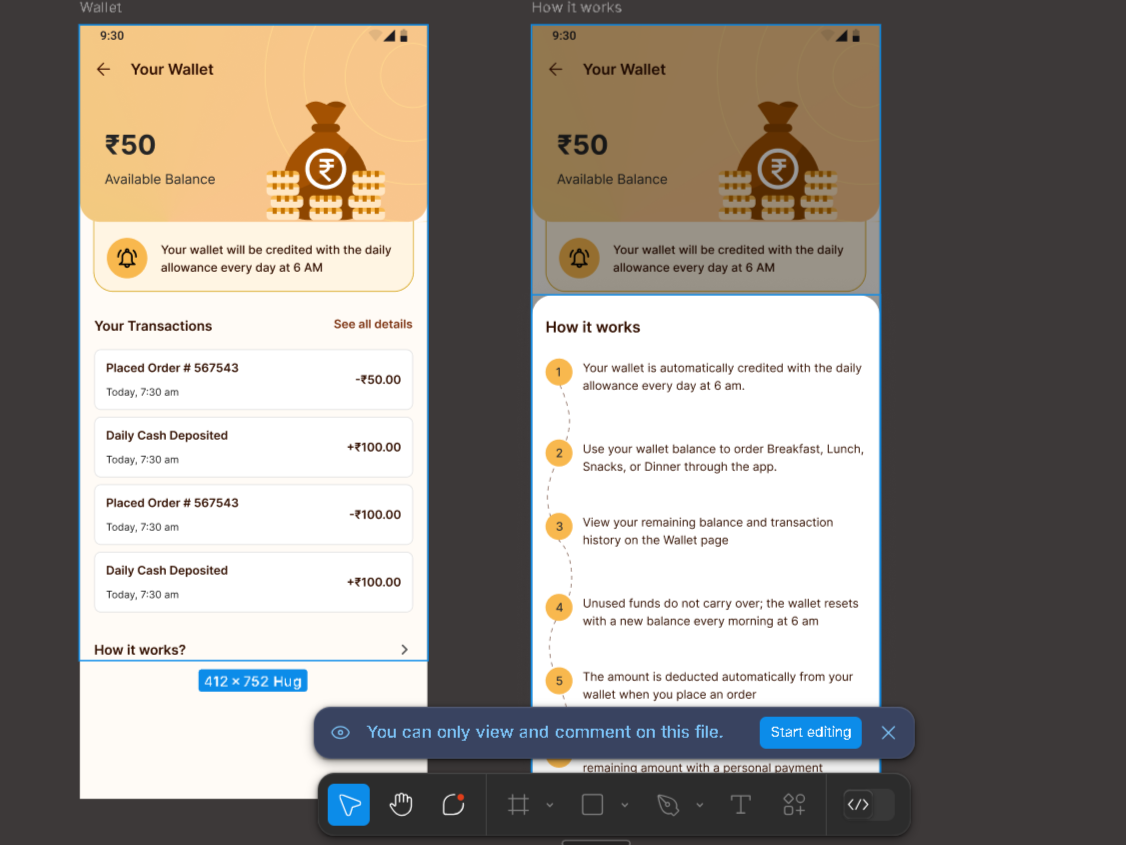 Wallet
9:30
Your Wallet
₹50
Available Balance
₹
Your wallet will be credited with the daily
allowance every day at 6 AM
Your Transactions
See all details
Placed Order # 567543
Today, 7:30 am
-₹50.00
Daily Cash Deposited
Today, 7:30 am
+₹100.00
Placed Order # 567543
Today, 7:30 am
-₹100.00
Daily Cash Deposited
Today, 7:30 am
+₹100.00
How it works?
412 × 752 Hug
How it works
9:30
Your Wallet
₹50
Available Balance
₹
Your wallet will be credited with the daily
allowance every day at 6 AM
How it works
1
Your wallet is automatically credited with the daily
allowance every day at 6 am.
2
Use your wallet balance to order Breakfast, Lunch,
Snacks, or Dinner through the app.
3
View your remaining balance and transaction
history on the Wallet page
4
Unused funds do not carry over; the wallet resets
with a new balance every morning at 6 am
5
The amount is deducted automatically from your
wallet when you place an order
remaining amount with a personal payment
You can only view and comment on this file.
Start editing